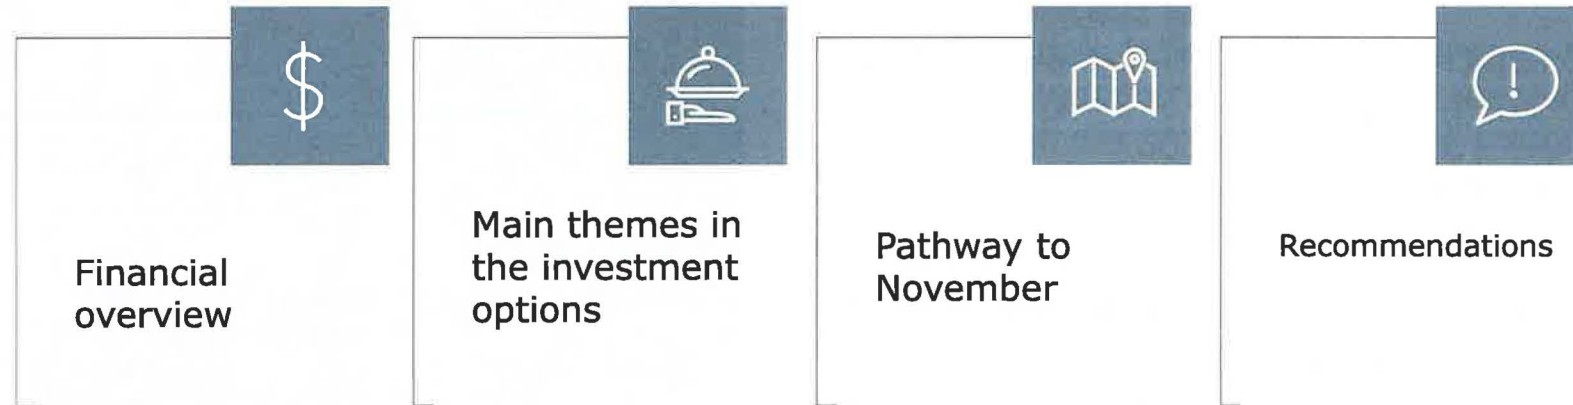 Financial
overview
Main themes in
the investment
options
Pathway to
November
Recommendations